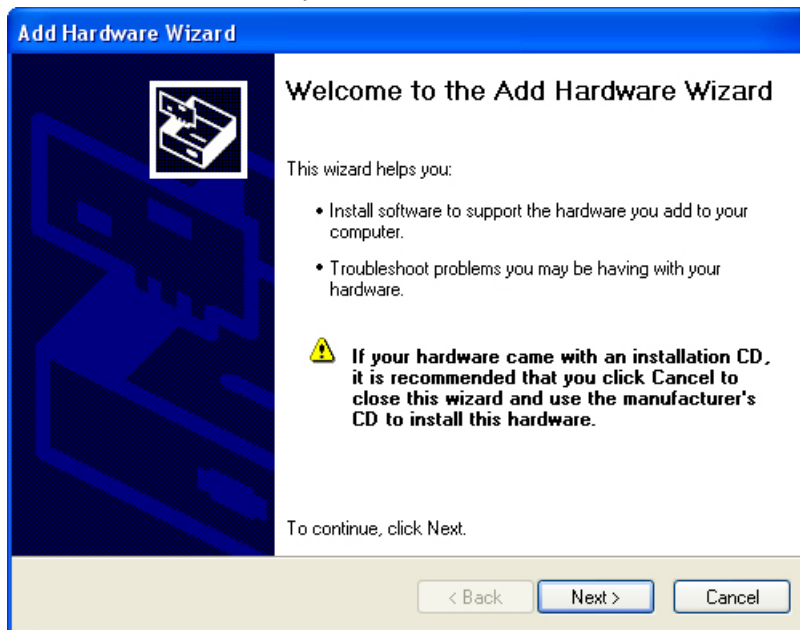 Add Hardware Wizard
Welcome to the Add Hardware Wizard
This wizard helps you:
• Install software to support the hardware you add to your
computer.
• Troubleshoot problems you may be having with your
hardware.
If your hardware came with an installation CD,
it is recommended that you click Cancel to
close this wizard and use the manufacturer's
CD to install this hardware.
To continue, click Next.
< Back Next > Cancel